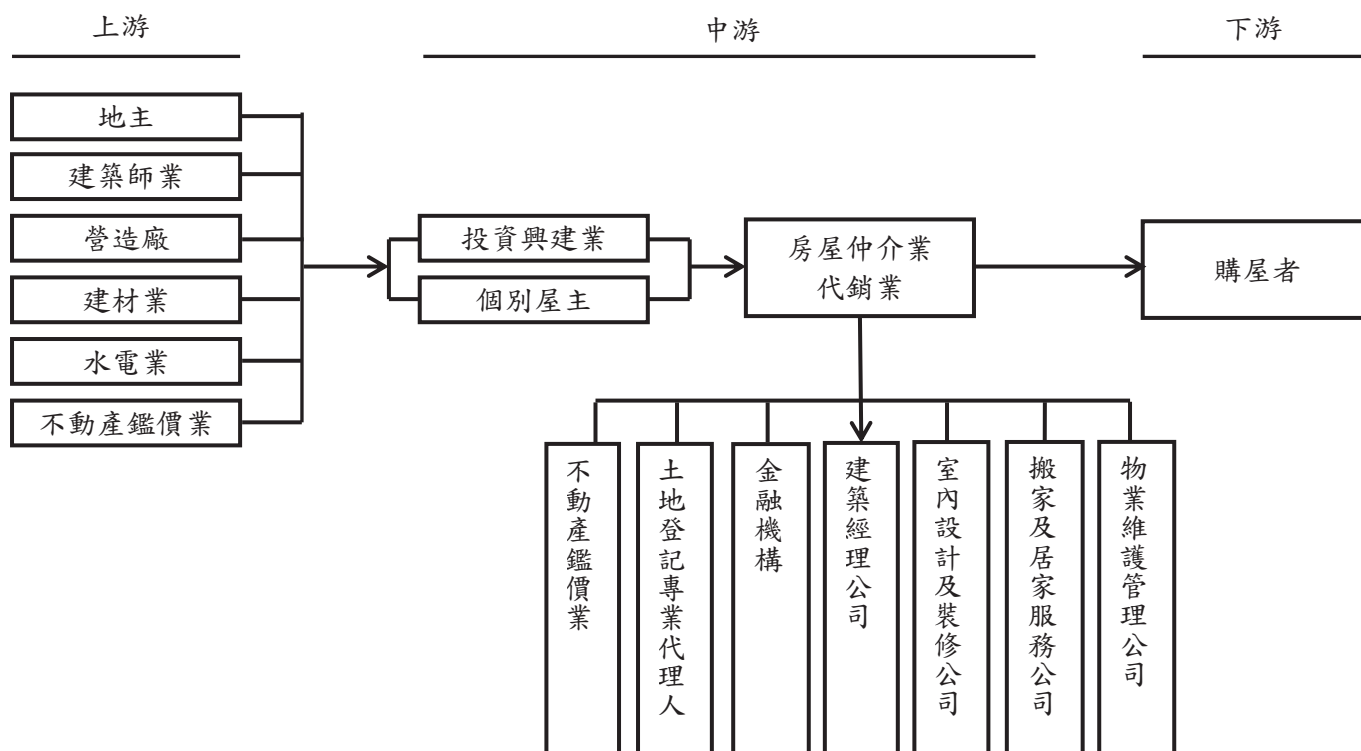 上游
中游
下游
地主
建築師業
營造廠
建材業
水電業
不動產鑑價業
投資興建業
個別屋主
房屋仲介業
代銷業
購屋者
不動產鑑價業
土地登記專業代理人
金融機構
建築經理公司
室內設計及裝修公司
搬家及居家服務公司
物業維護管理公司